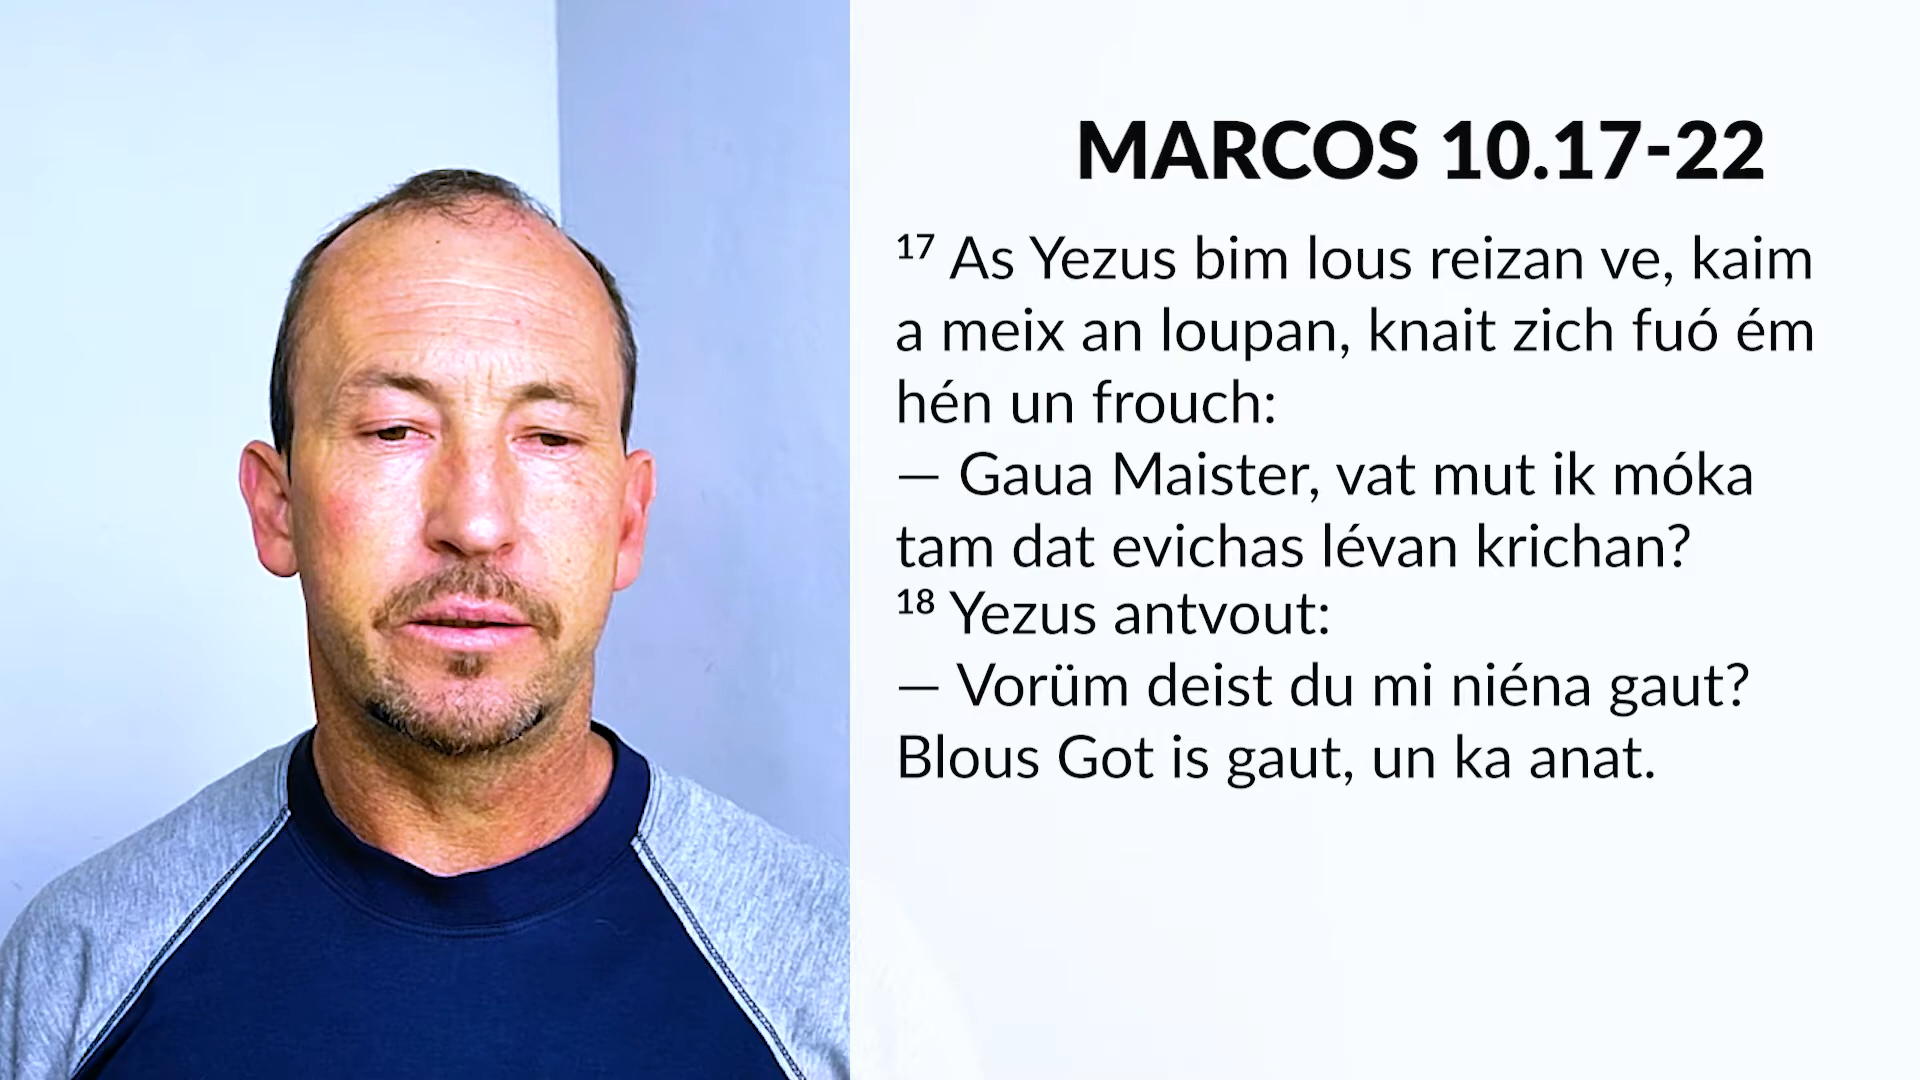 MARCOS 10.17-22
¹⁷ As Yezus bim lous reizan ve, kaim
a meix an loupan, knait zich fuó ém
hén un frouch:
— Gaua Maister, vat mut ik móka
tam dat evichas lévan krichan?
¹⁸ Yezus antvout:
— Vorüm deist du mi niéna gaut?
Blous Got is gaut, un ka anat.